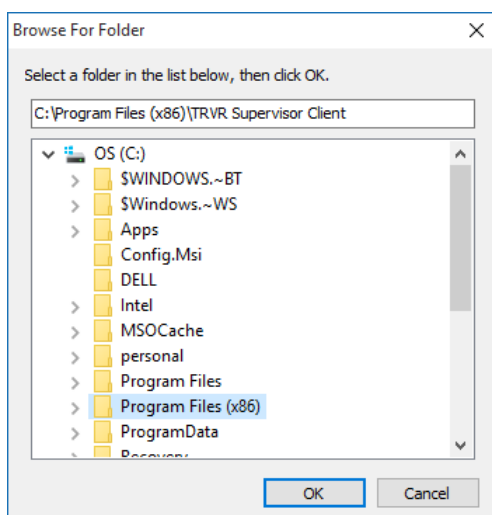 Browse For Folder
Select a folder in the list below, then click OK.
C:\Program Files (x86)\TRVR Supervisor Client
OS (C:)
$WINDOWS.~BT
$Windows.~WS
Apps
Config.Msi
DELL
Intel
MSOCache
personal
Program Files
Program Files (x86)
ProgramData
Recovery
OK Cancel